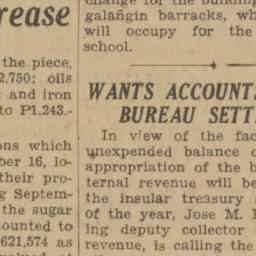 rease
the piece,
2.750; oils
and iron
to P1.243.-
ons which
ber 16, lo-
their pro-
g Septem-
the sugar
ounted to
621,574 as
change for the building
galañgin barracks, wh
will occupy for the
school.
WANTS ACCOUNT
BUREAU SETT
In view of the fac
unexpended balance o
appropriation of the b
ternal revenue will be
the insular treasury
of the year, Jose M.
ing deputy collector
revenue, is calling the